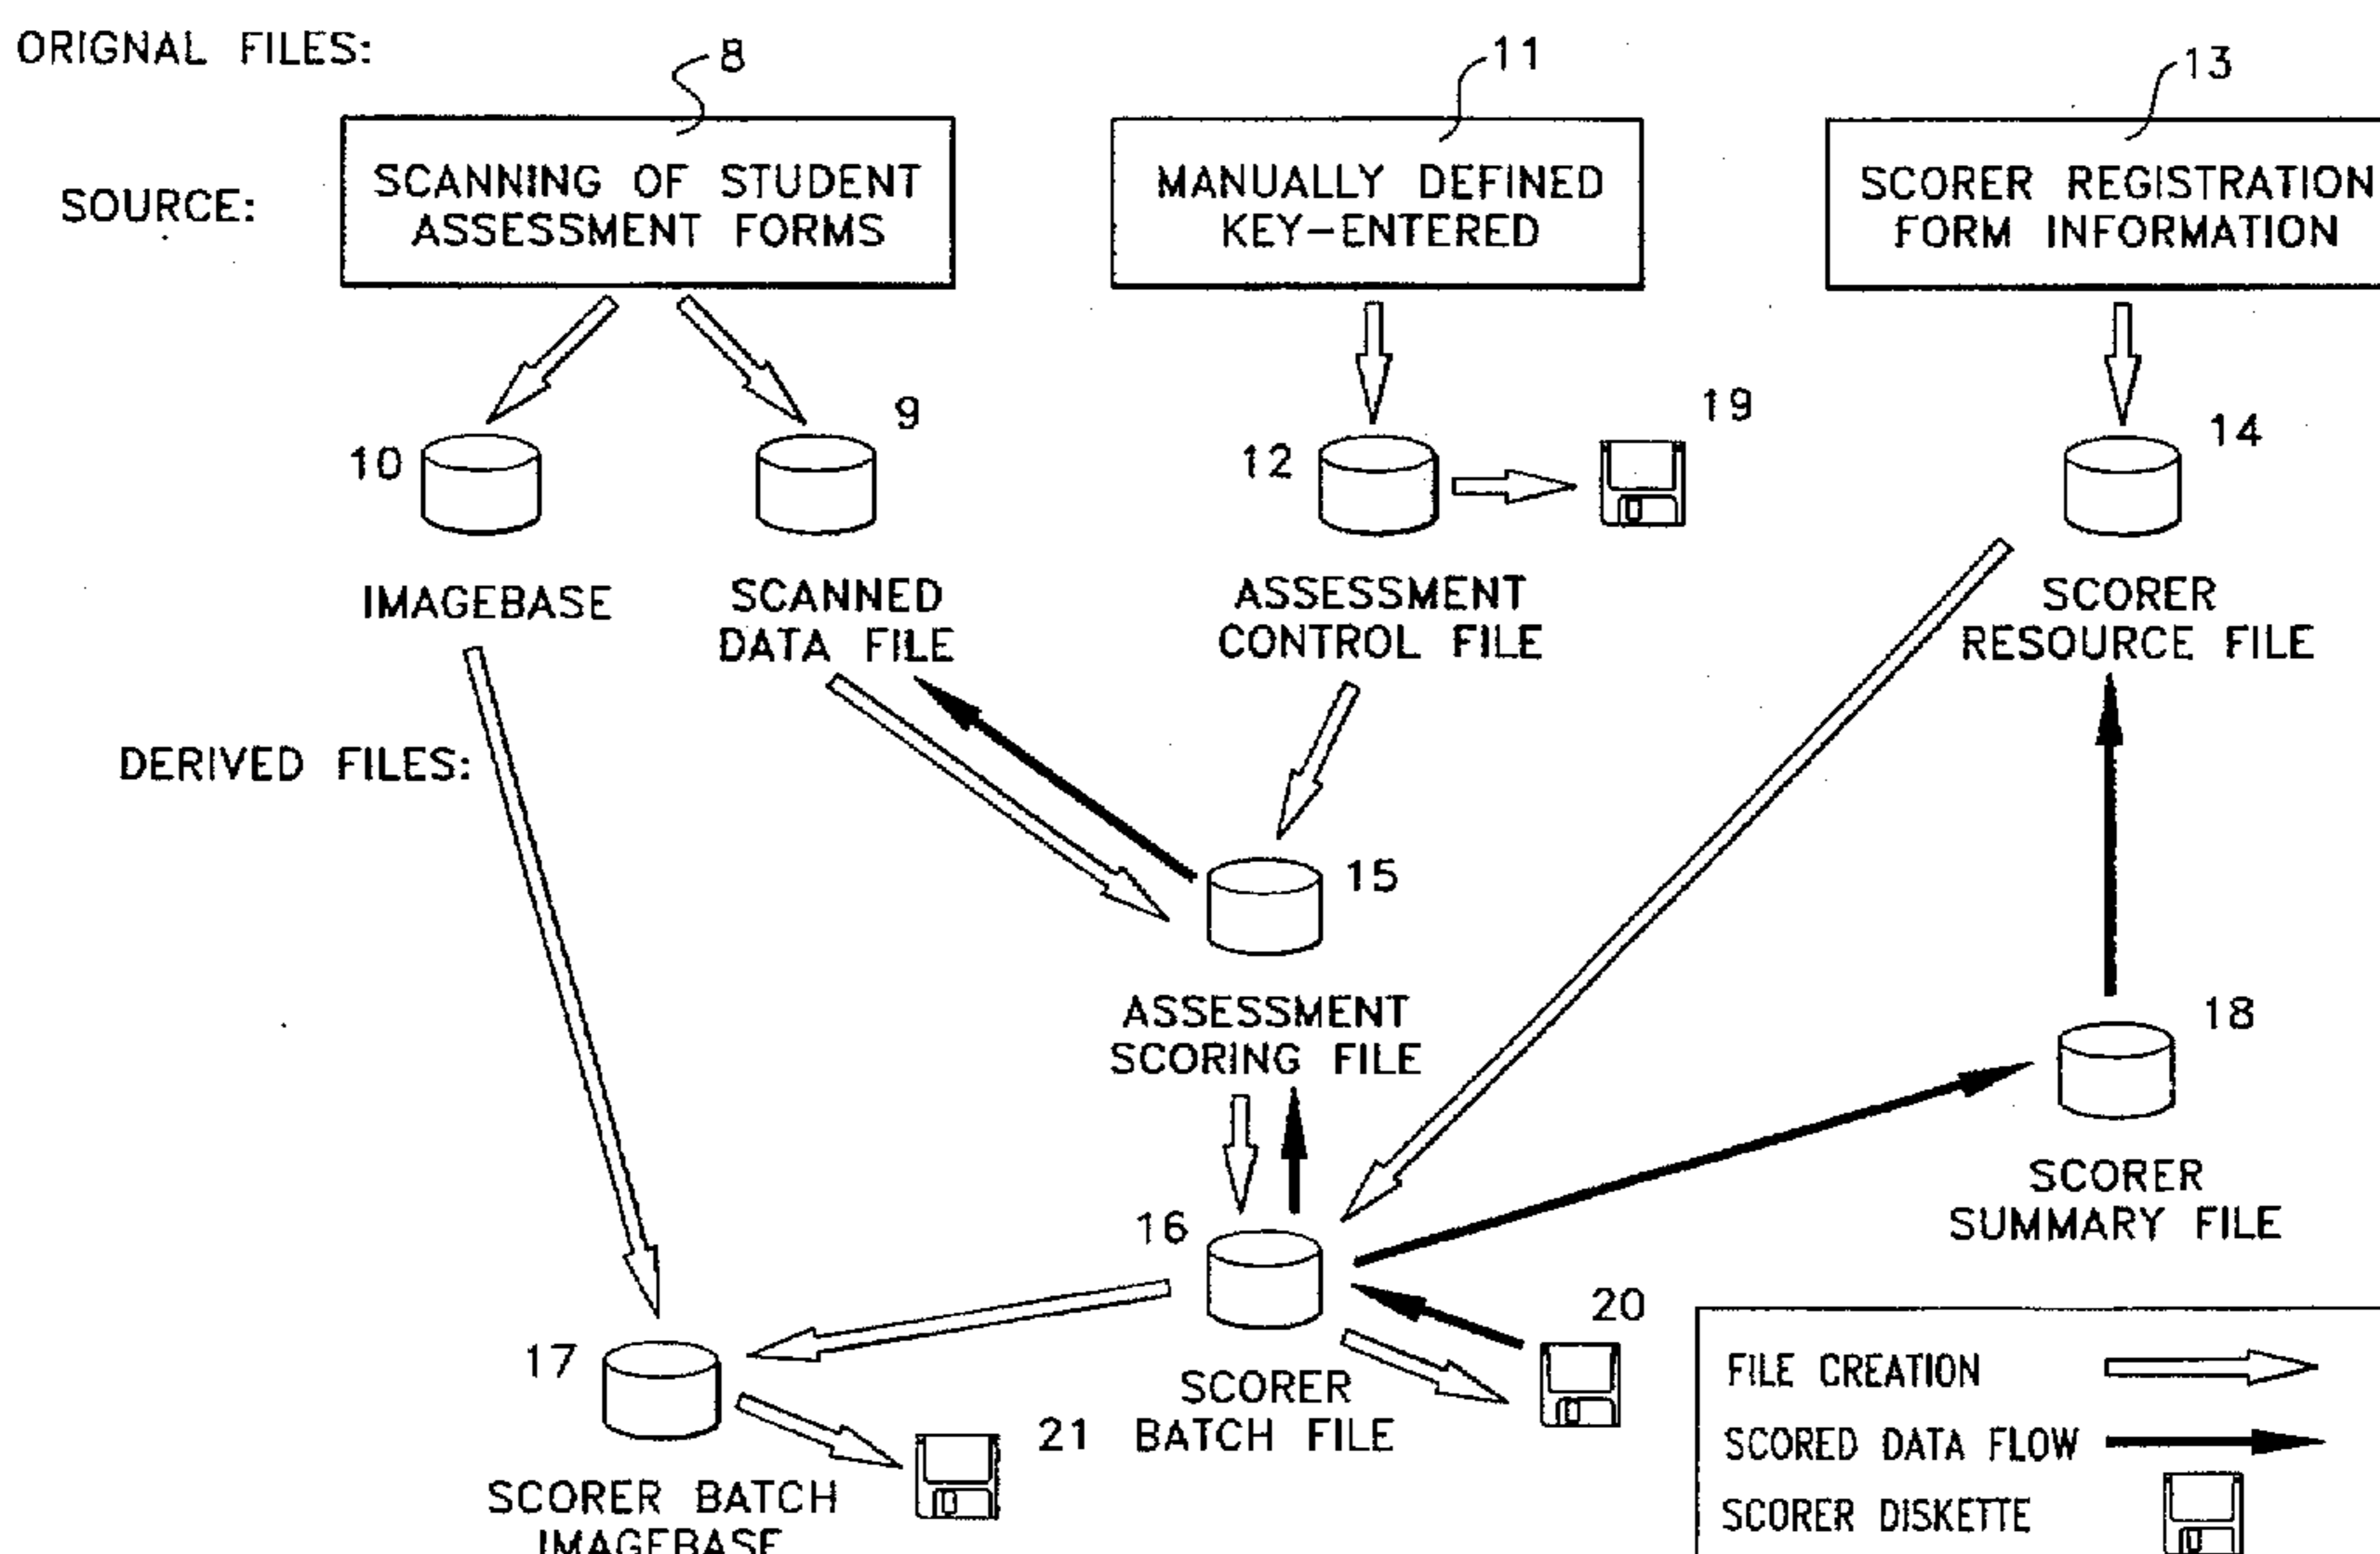 ORIGNAL FILES:
8
11
13
SOURCE:
SCANNING OF STUDENT
ASSESSMENT FORMS
MANUALLY DEFINED
KEY-ENTERED
SCORER REGISTRATION
FORM INFORMATION
10
9
12
19
14
IMAGEBASE
SCANNED
DATA FILE
ASSESSMENT
CONTROL FILE
SCORER
RESOURCE FILE
DERIVED FILES:
15
ASSESSMENT
SCORING FILE
18
SCORER
SUMMARY FILE
16
20
17
SCORER
BATCH FILE
21
SCORER BATCH
IMAGEBASE
FILE CREATION
SCORED DATA FLOW
SCORER DISKETTE